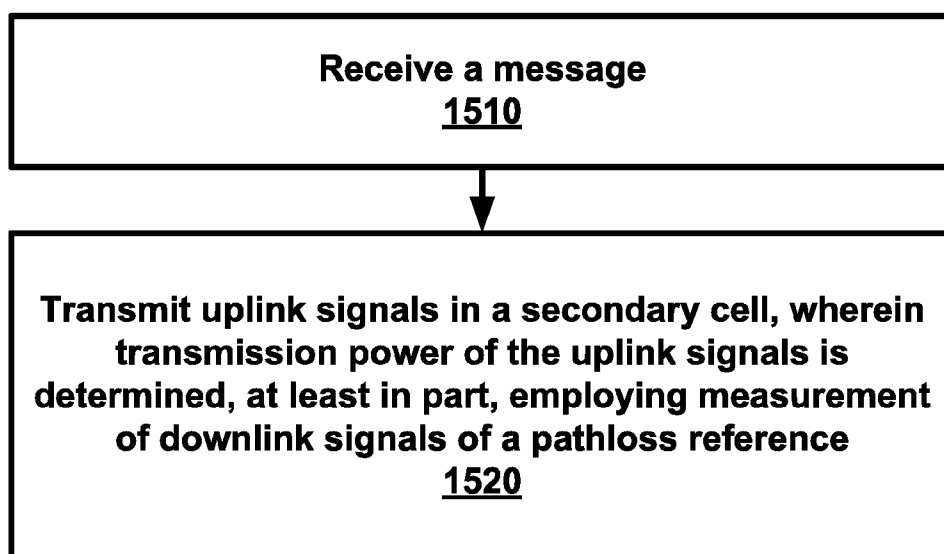 Receive a message
1510
Transmit uplink signals in a secondary cell, wherein
transmission power of the uplink signals is
determined, at least in part, employing measurement
of downlink signals of a pathloss reference
1520